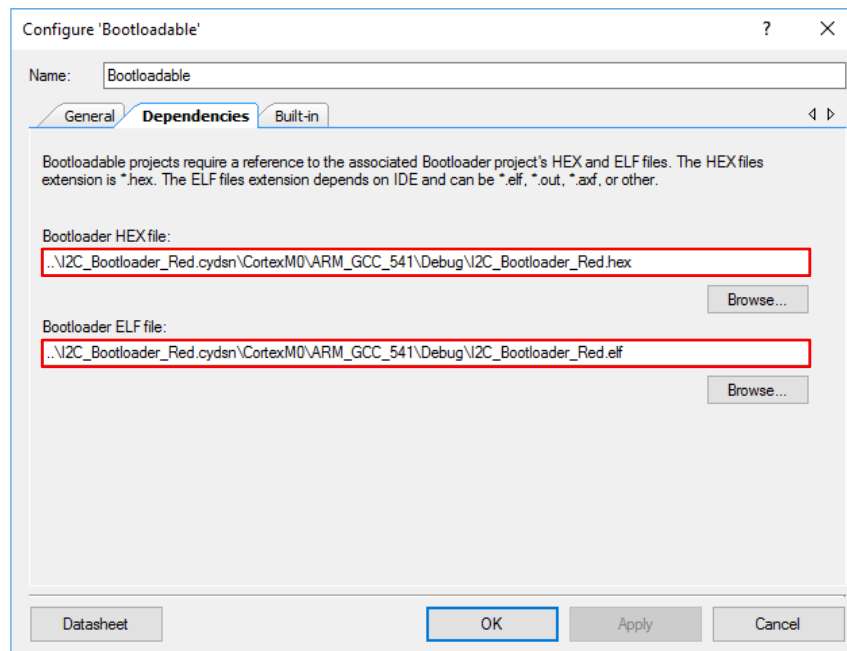 Configure 'Bootloadable'
?
Name:
Bootloadable
General
Dependencies
Built-in
Bootloadable projects require a reference to the associated Bootloader project's HEX and ELF files. The HEX files
extension is *.hex. The ELF files extension depends on IDE and can be *.elf, *.out, *.axf, or other.
Bootloader HEX file:
..\I2C_Bootloader_Red.cydsn\CortexM0\ARM_GCC_541\Debug\I2C_Bootloader_Red.hex
Browse...
Bootloader ELF file:
..\I2C_Bootloader_Red.cydsn\CortexM0\ARM_GCC_541\Debug\I2C_Bootloader_Red.elf
Browse...
Datasheet
OK
Apply
Cancel